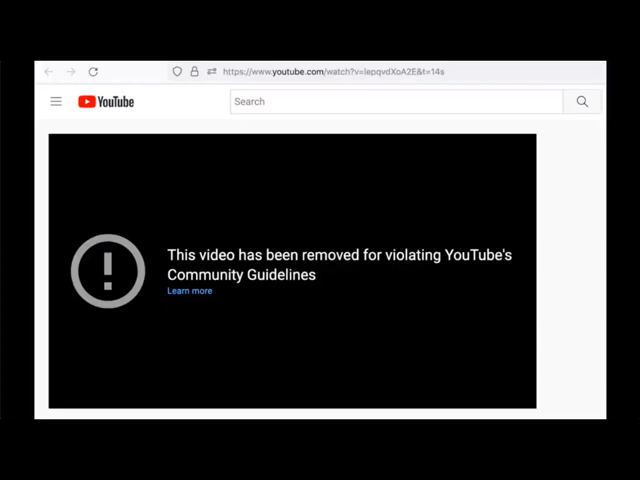 https://www.youtube.com/watch?v=lepqvdXoA2E&t=14s
YouTube
Search
This video has been removed for violating YouTube's
Community Guidelines
Learn more